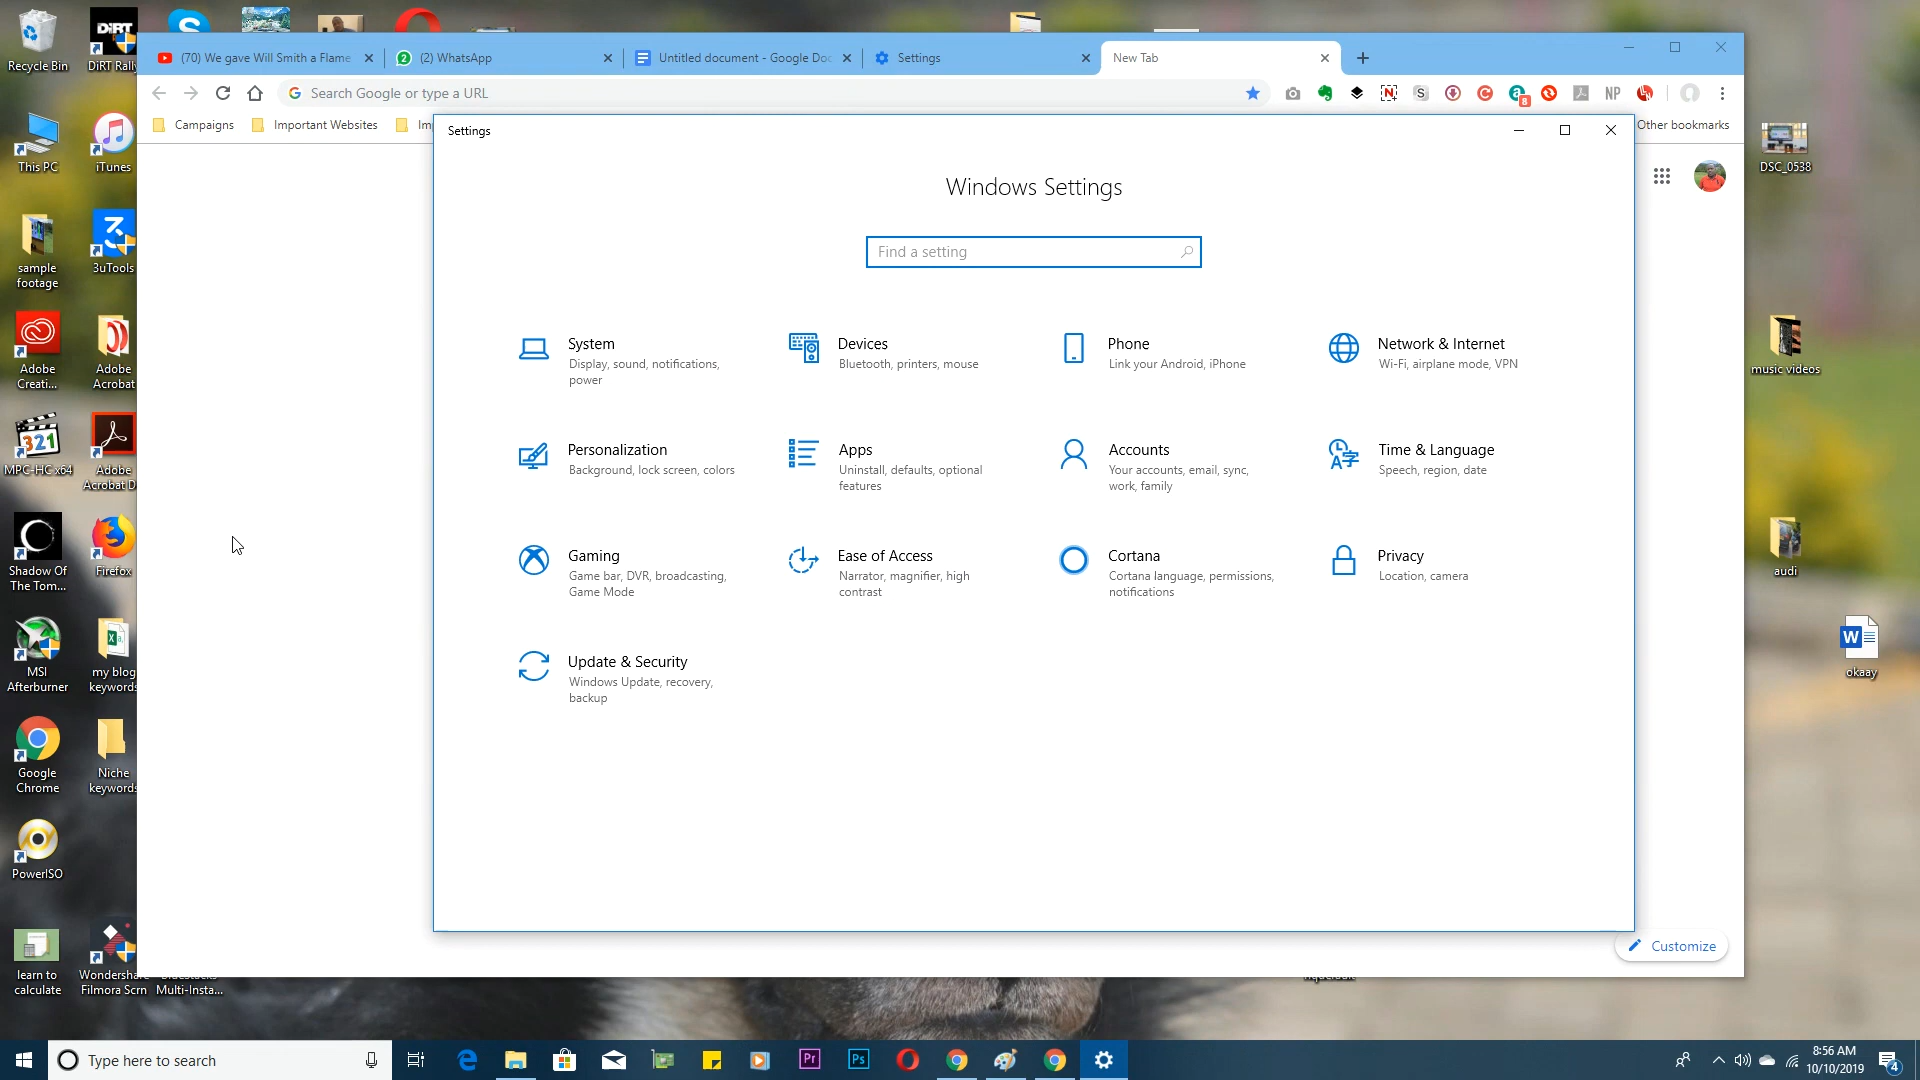 Recycle Bin
DiRT Rally
This PC
iTunes
sample
footage
3uTools
Adobe
Creati...
Adobe
Acrobat
MPC-HC x64
Adobe
Acrobat D
Shadow Of
The Tom...
Firefox
MSI
Afterburner
my blog
keywords
Google
Chrome
Niche
keywords
PowerISO
learn to
calculate
Wondershare
Filmora Scrn
Multi-Insta...
(70) We gave Will Smith a Flame
(2) WhatsApp
Untitled document - Google Doc
Settings
New Tab
Search Google or type a URL
Campaigns
Important Websites
Im
Other bookmarks
Settings
Windows Settings
Find a setting
System
Display, sound, notifications,
power
Devices
Bluetooth, printers, mouse
Phone
Link your Android, iPhone
Network & Internet
Wi-Fi, airplane mode, VPN
Personalization
Background, lock screen, colors
Apps
Uninstall, defaults, optional
features
Accounts
Your accounts, email, sync,
work, family
Time & Language
Speech, region, date
Gaming
Game bar, DVR, broadcasting,
Game Mode
Ease of Access
Narrator, magnifier, high
contrast
Cortana
Cortana language, permissions,
notifications
Privacy
Location, camera
Update & Security
Windows Update, recovery,
backup
Customize
DSC_0538
music videos
audi
okaay
Type here to search
8:56 AM
10/10/2019
4